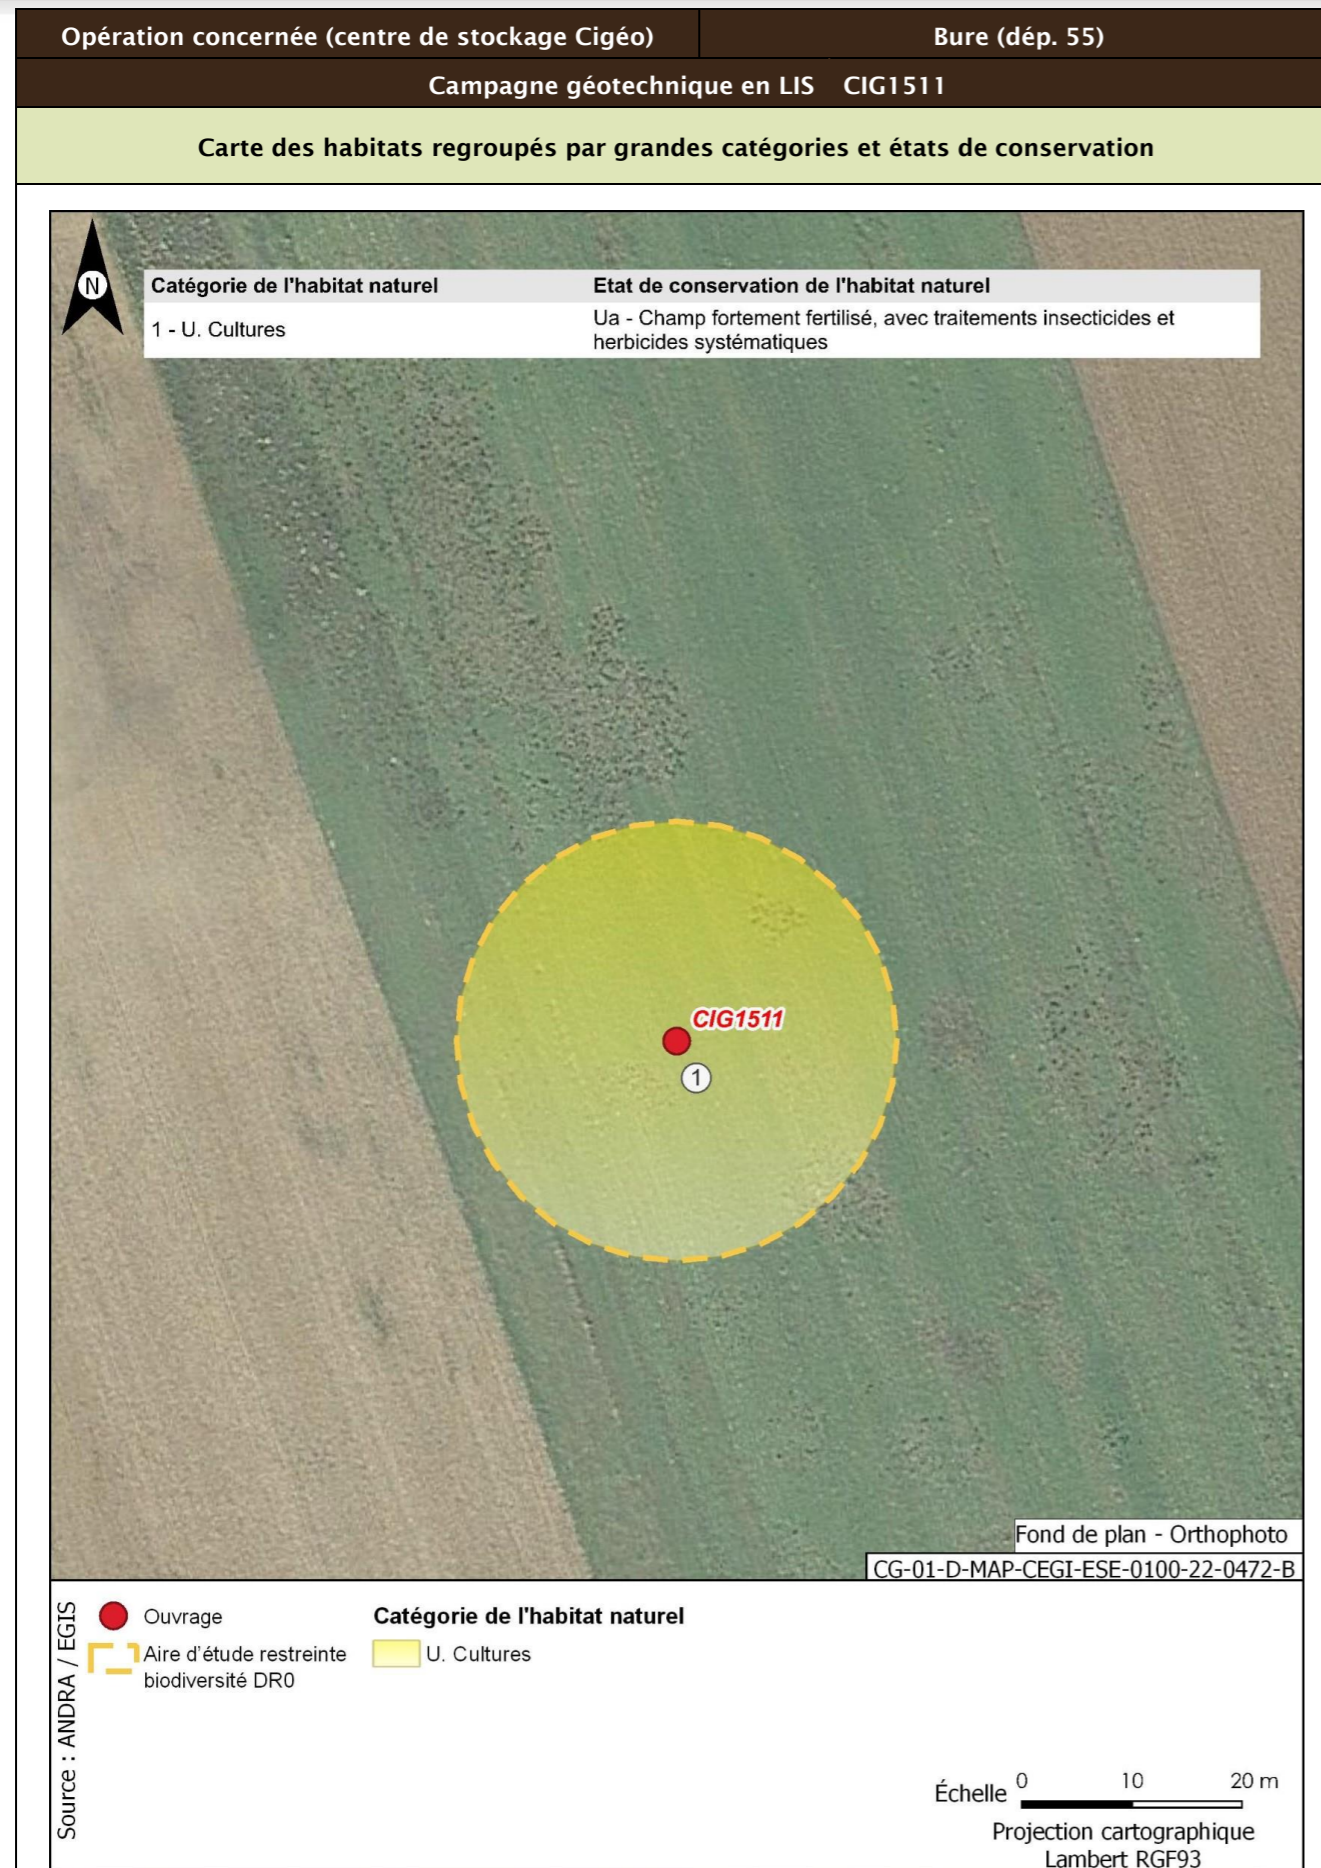 Opération concernée (centre de stockage Cigéo)
Bure (dép. 55)
Campagne géotechnique en LIS CIG1511
Carte des habitats regroupés par grandes catégories et états de conservation
N
Catégorie de l'habitat naturel
Etat de conservation de l'habitat naturel
1 - U. Cultures
Ua - Champ fortement fertilisé, avec traitements insecticides et
herbicides systématiques
CIG1511
1
Fond de plan - Orthophoto
CG-01-D-MAP-CEGI-ESE-0100-22-0472-B
Source : ANDRA / EGIS
Ouvrage
Aire d'étude restreinte
biodiversité DR0
Catégorie de l'habitat naturel
U. Cultures
Échelle 0 10 20 m
Projection cartographique
Lambert RGF93